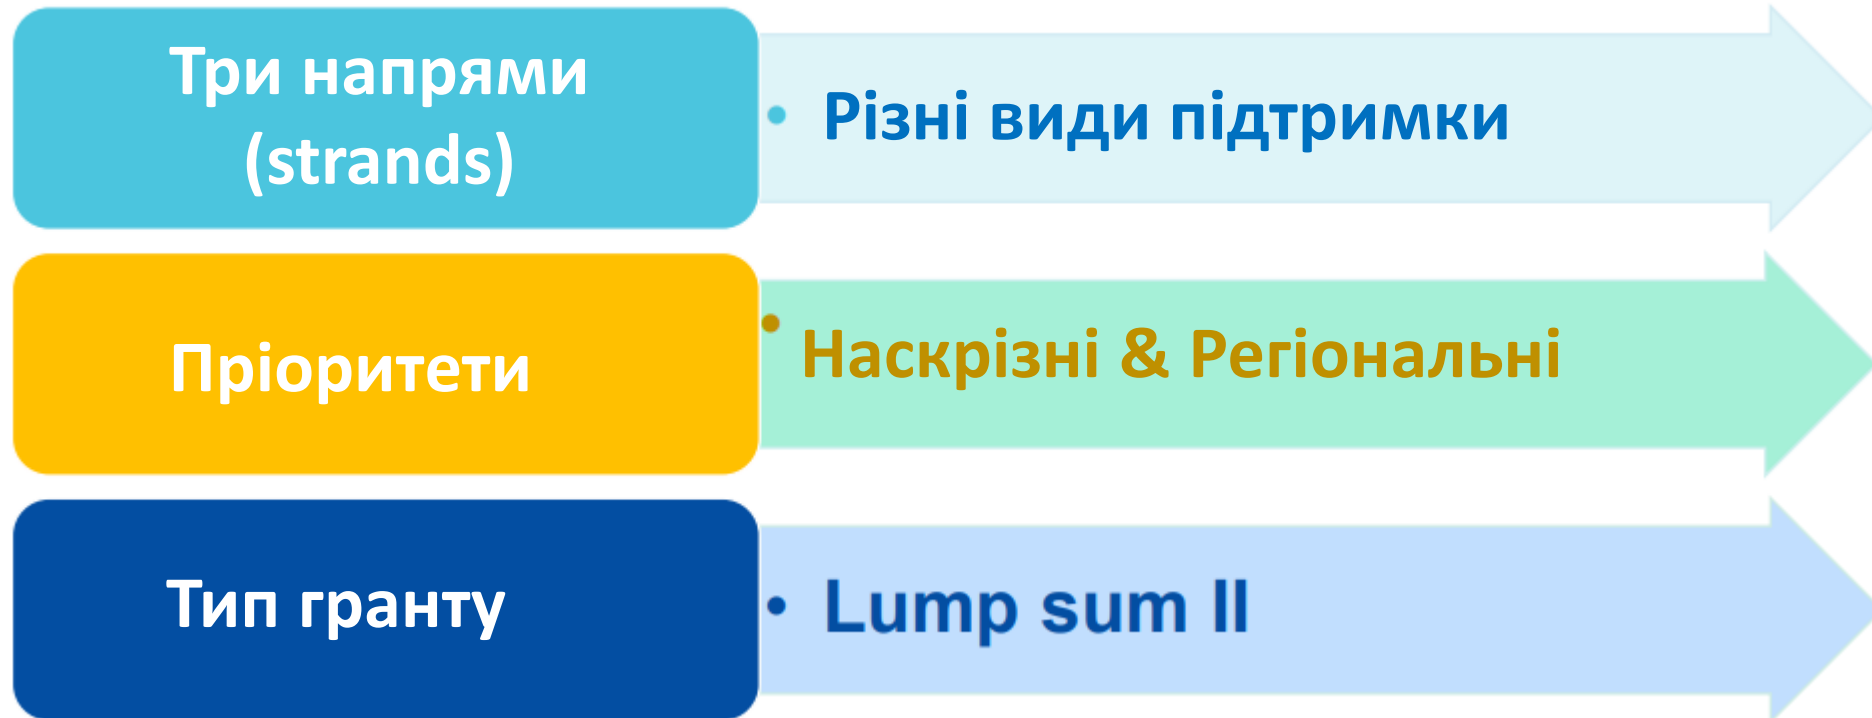 Три напрями
(strands)
• Різні види підтримки
Пріоритети
• Наскрізні & Регіональні
Тип гранту
• Lump sum II